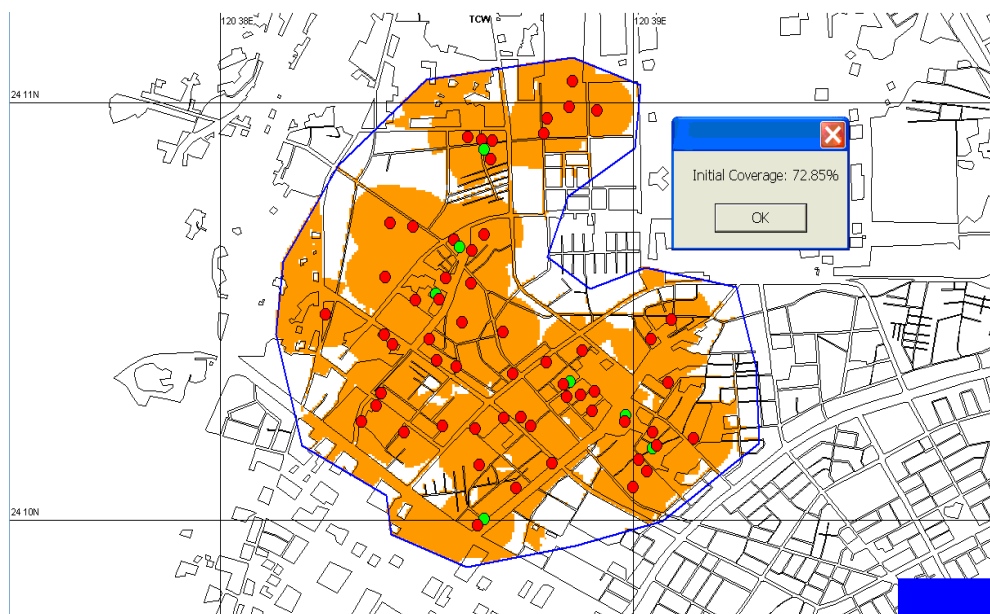 120 38E
TCW
120 39E
24 11N
Initial Coverage: 72.85%
OK
24 10N